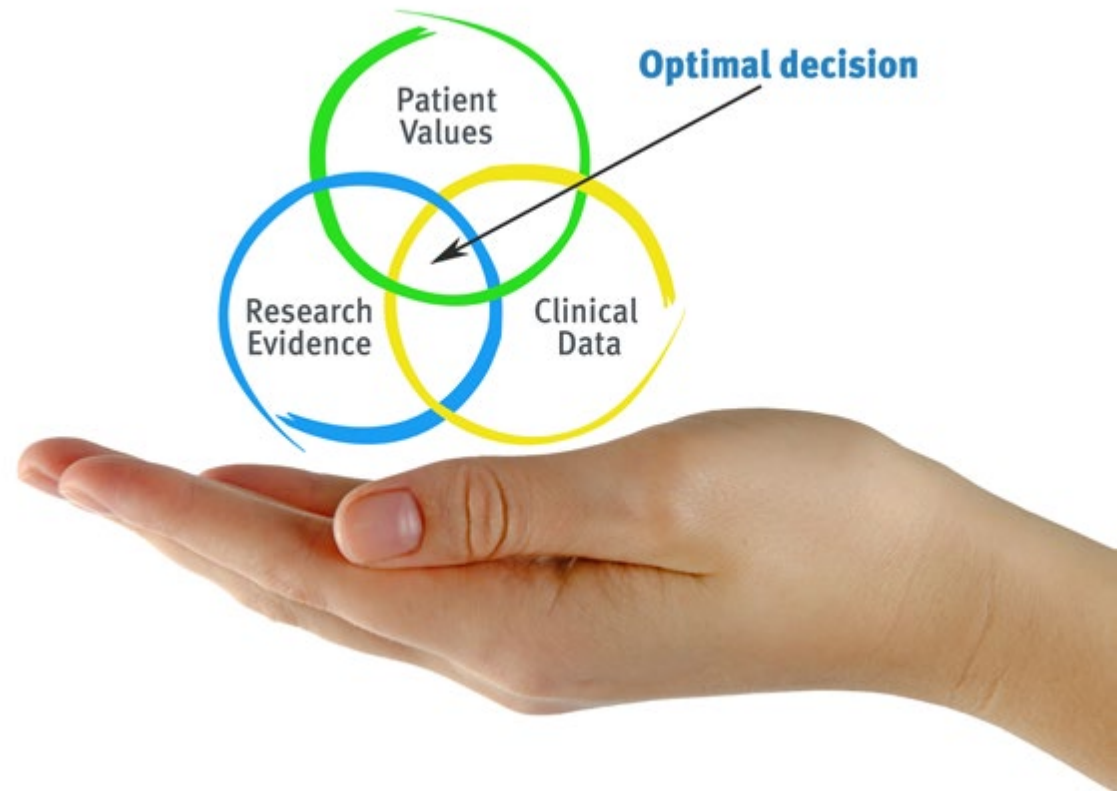 Optimal decision
Patient
Values
Research
Evidence
Clinical
Data